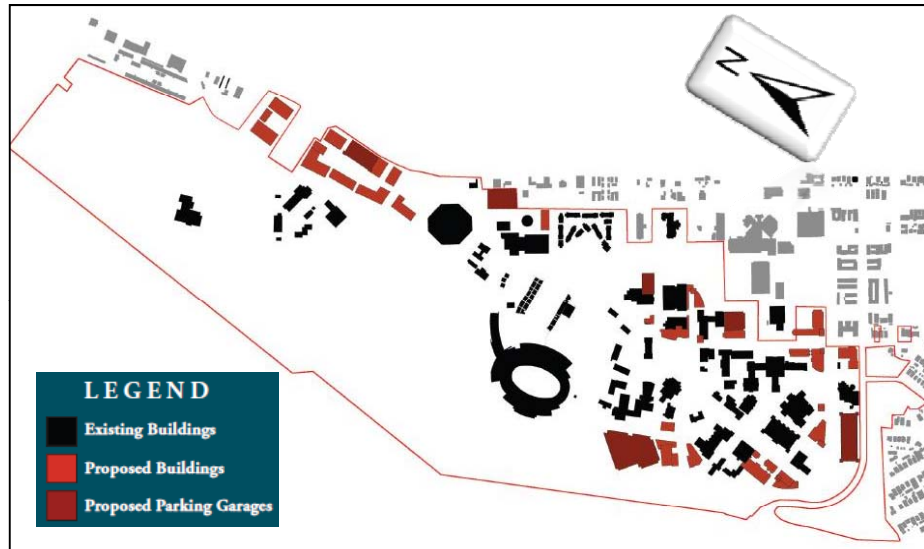 N
LEGEND
Existing Buildings
Proposed Buildings
Proposed Parking Garages